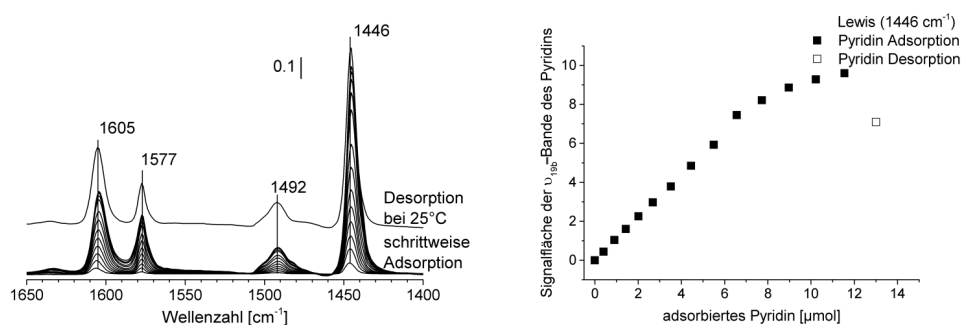 1446
0.1
1605
1577
1492
Desorption
bei 25°C
schrittweise
Adsorption
1650 1600 1550 1500 1450 1400
Wellenzahl [cm⁻¹]
Lewis (1446 cm⁻¹)
■ Pyridin Adsorption
□ Pyridin Desorption
Signalfläche der υ₁₉b-Bande des Pyridins
10
8
6
4
2
0
0 2 4 6 8 10 12 14
adsorbiertes Pyridin [µmol]